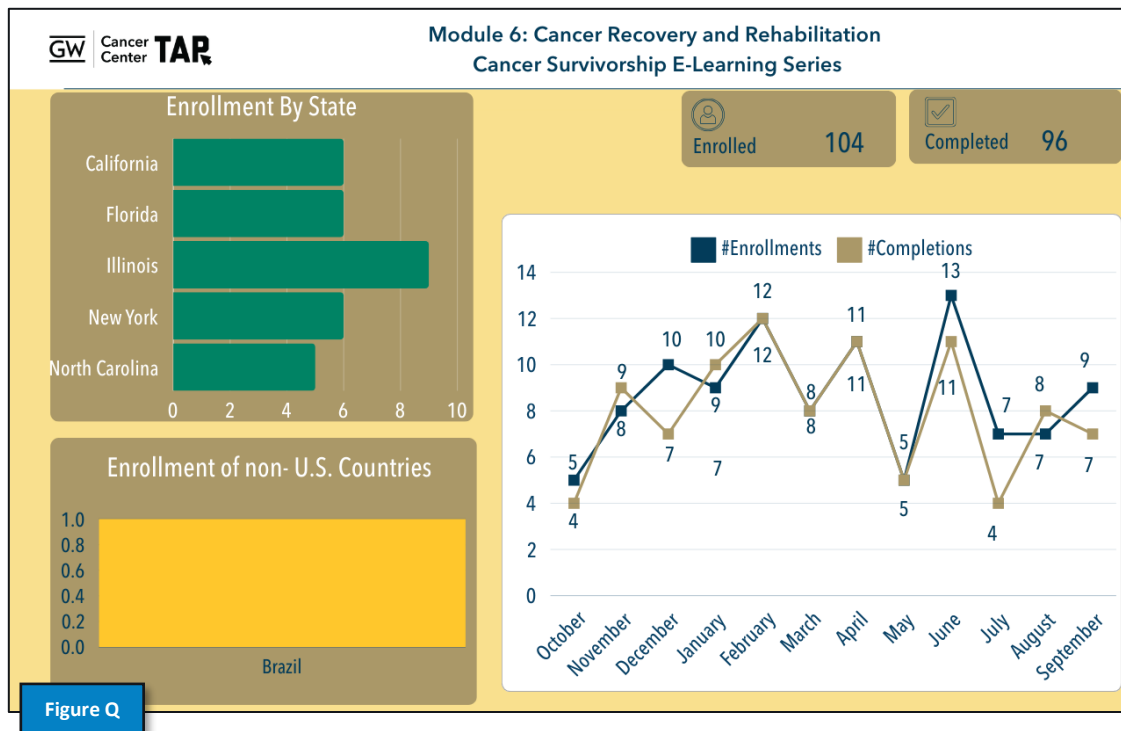 GW Cancer Center TAP
Module 6: Cancer Recovery and Rehabilitation
Cancer Survivorship E-Learning Series
Enrollment By State
California
Florida
Illinois
New York
North Carolina
0 2 4 6 8 10
Enrolled 104
Completed 96
Enrollment of non- U.S. Countries
1.0
0.8
0.6
0.4
0.2
0.0
Brazil
#Enrollments #Completions
14
12
10
8
6
4
2
0
5 8 10 9 12 8 11 5 13 7 7 9
4 9 7 10 12 8 11 5 11 4 8 7
7
October November December January February March April May June July August September
Figure Q